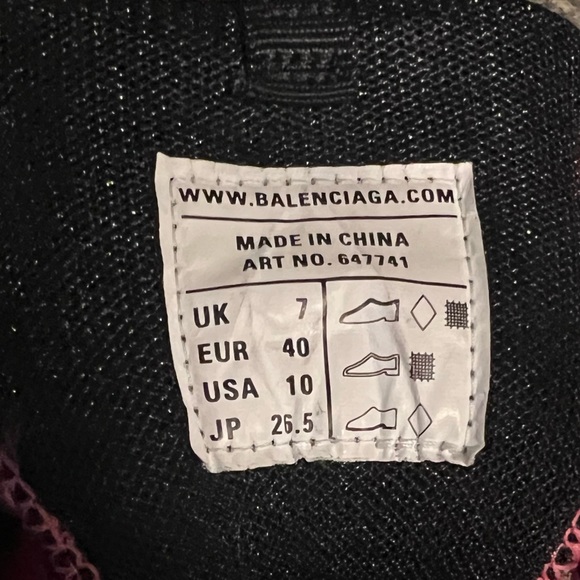 WWW.BALENCIAGA.COM
MADE IN CHINA
ART NO. 647741
UK 7
EUR 40
USA 10
JP 26.5